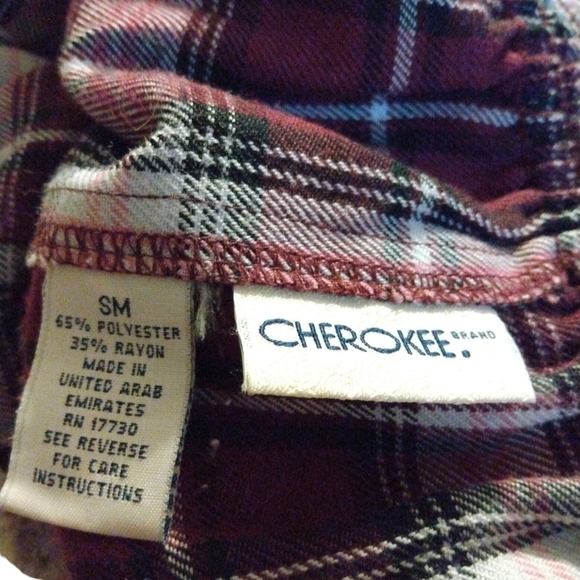 SM
65% POLYESTER
35% RAYON
MADE IN
UNITED ARAB
EMIRATES
RN 17730
SEE REVERSE
FOR CARE
INSTRUCTIONS
CHEROKEE. BRAND